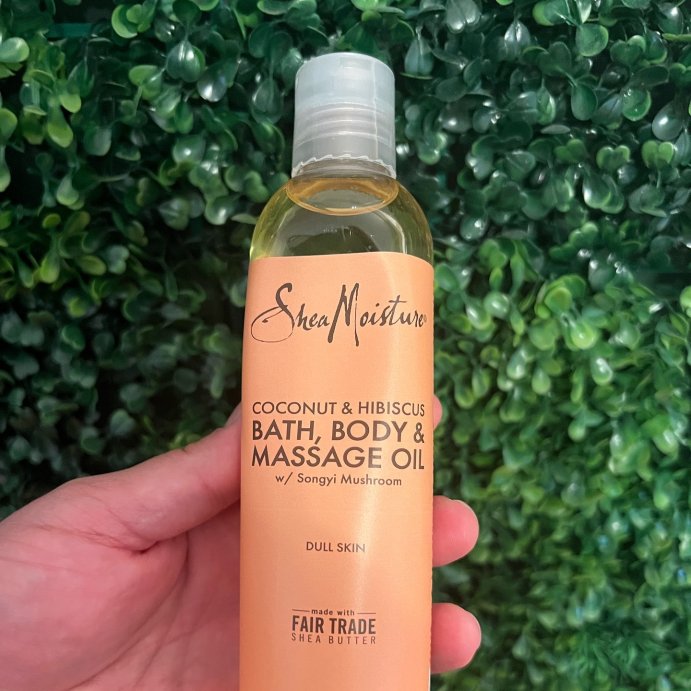 SheaMoisture®
COCONUT & HIBISCUS
BATH, BODY &
MASSAGE OIL
w/ Songyi Mushroom
DULL SKIN
made with
FAIR TRADE
SHEA BUTTER